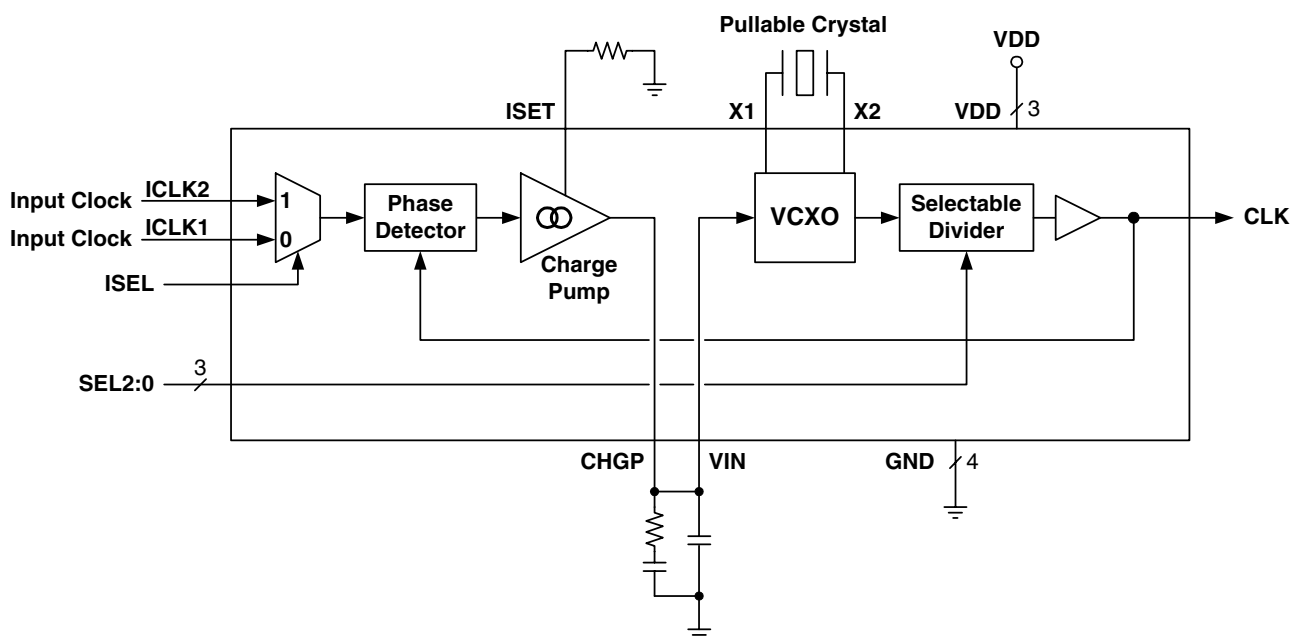 Pullable Crystal
VDD
ISET
X1
X2
VDD
3
Input Clock
ICLK2
1
Phase
Detector
VCXO
Selectable
Divider
CLK
Input Clock
ICLK1
0
Charge
Pump
ISEL
SEL2:0
3
CHGP
VIN
GND
4